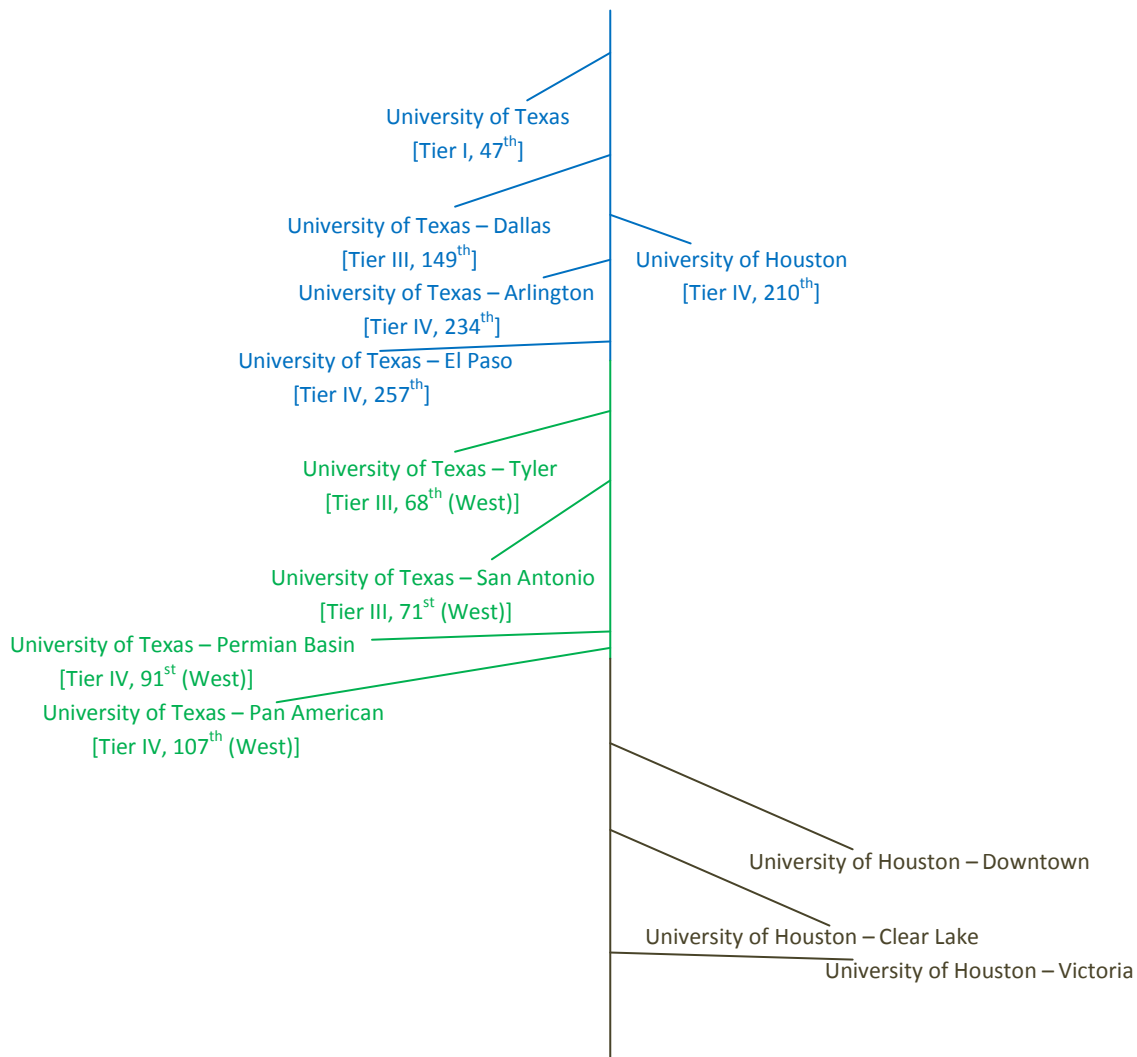 University of Texas
[Tier I, 47th]
University of Texas – Dallas
[Tier III, 149th]
University of Houston
[Tier IV, 210th]
University of Texas – Arlington
[Tier IV, 234th]
University of Texas – El Paso
[Tier IV, 257th]
University of Texas – Tyler
[Tier III, 68th (West)]
University of Texas – San Antonio
[Tier III, 71st (West)]
University of Texas – Permian Basin
[Tier IV, 91st (West)]
University of Texas – Pan American
[Tier IV, 107th (West)]
University of Houston – Downtown
University of Houston – Clear Lake
University of Houston – Victoria